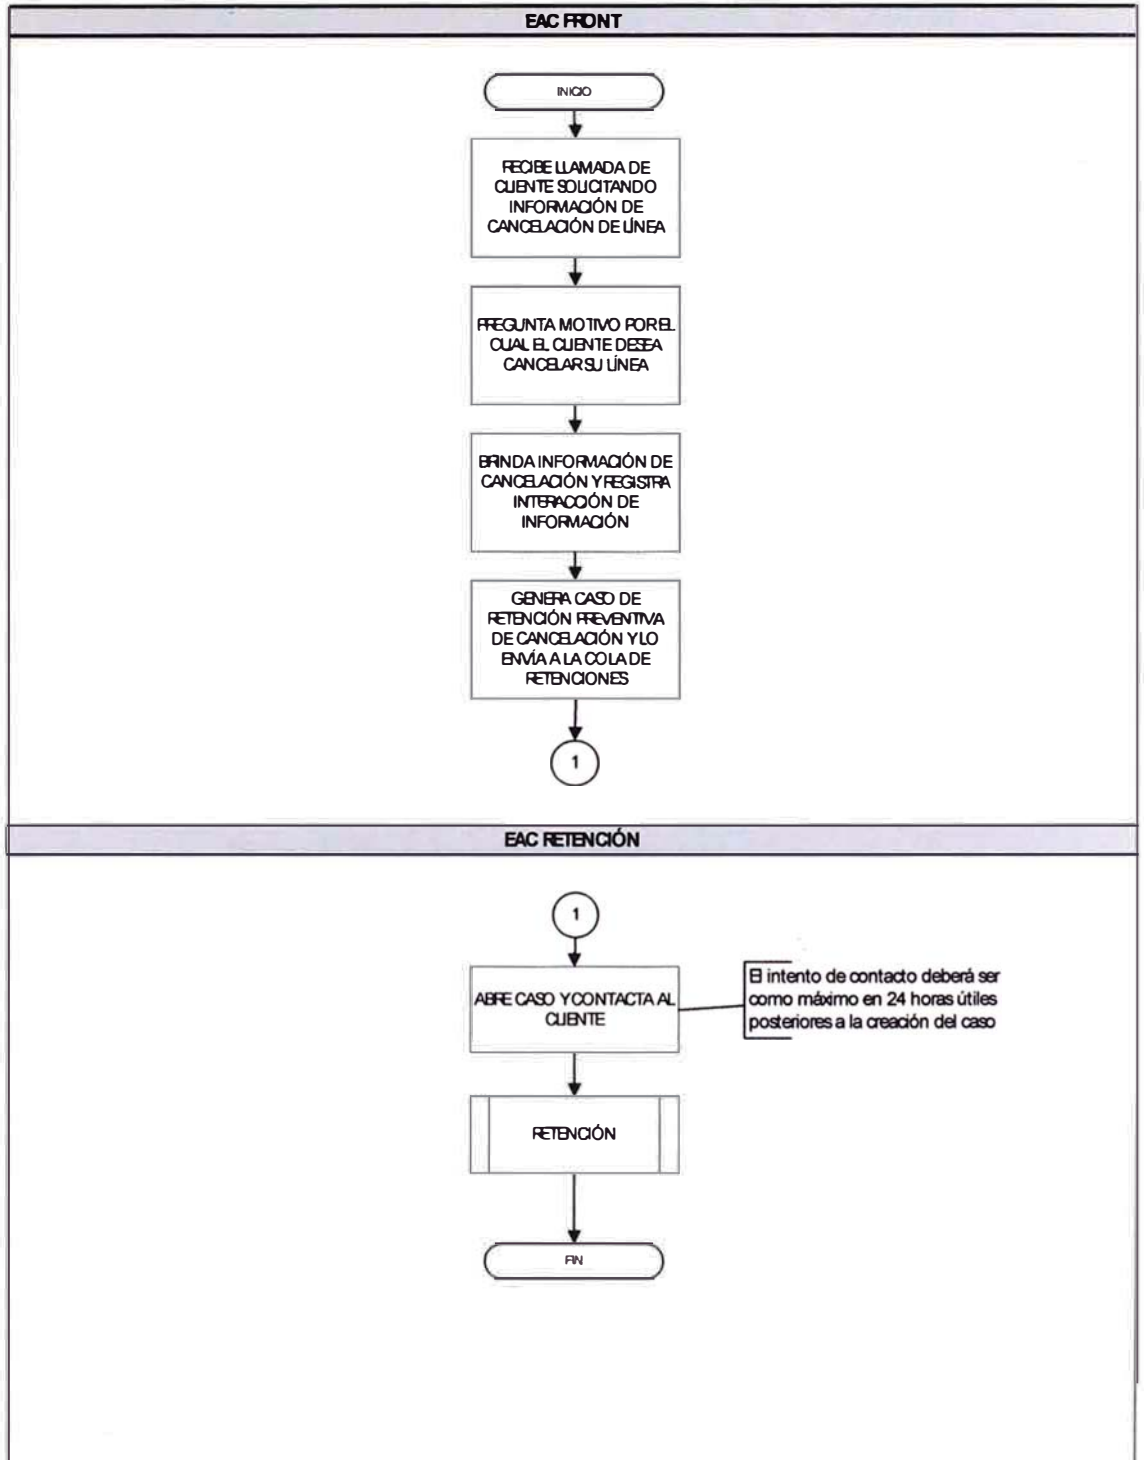 EAC FRONT
INICIO
RECIBE LLAMADA DE
CLIENTE SOLICITANDO
INFORMACIÓN DE
CANCELACIÓN DE LÍNEA
PREGUNTA MOTIVO POR EL
CUAL EL CLIENTE DESEA
CANCELAR SU LÍNEA
BRINDA INFORMACIÓN DE
CANCELACIÓN Y REGISTRA
INTERACCIÓN DE
INFORMACIÓN
GENERA CASO DE
RETENCIÓN PREVENTIVA
DE CANCELACIÓN Y LO
ENVÍA A LA COLA DE
RETENCIONES
1
EAC RETENCIÓN
1
ABRE CASO Y CONTACTA AL
CLIENTE
El intento de contacto deberá ser
como máximo en 24 horas útiles
posteriores a la creación del caso
RETENCIÓN
FIN